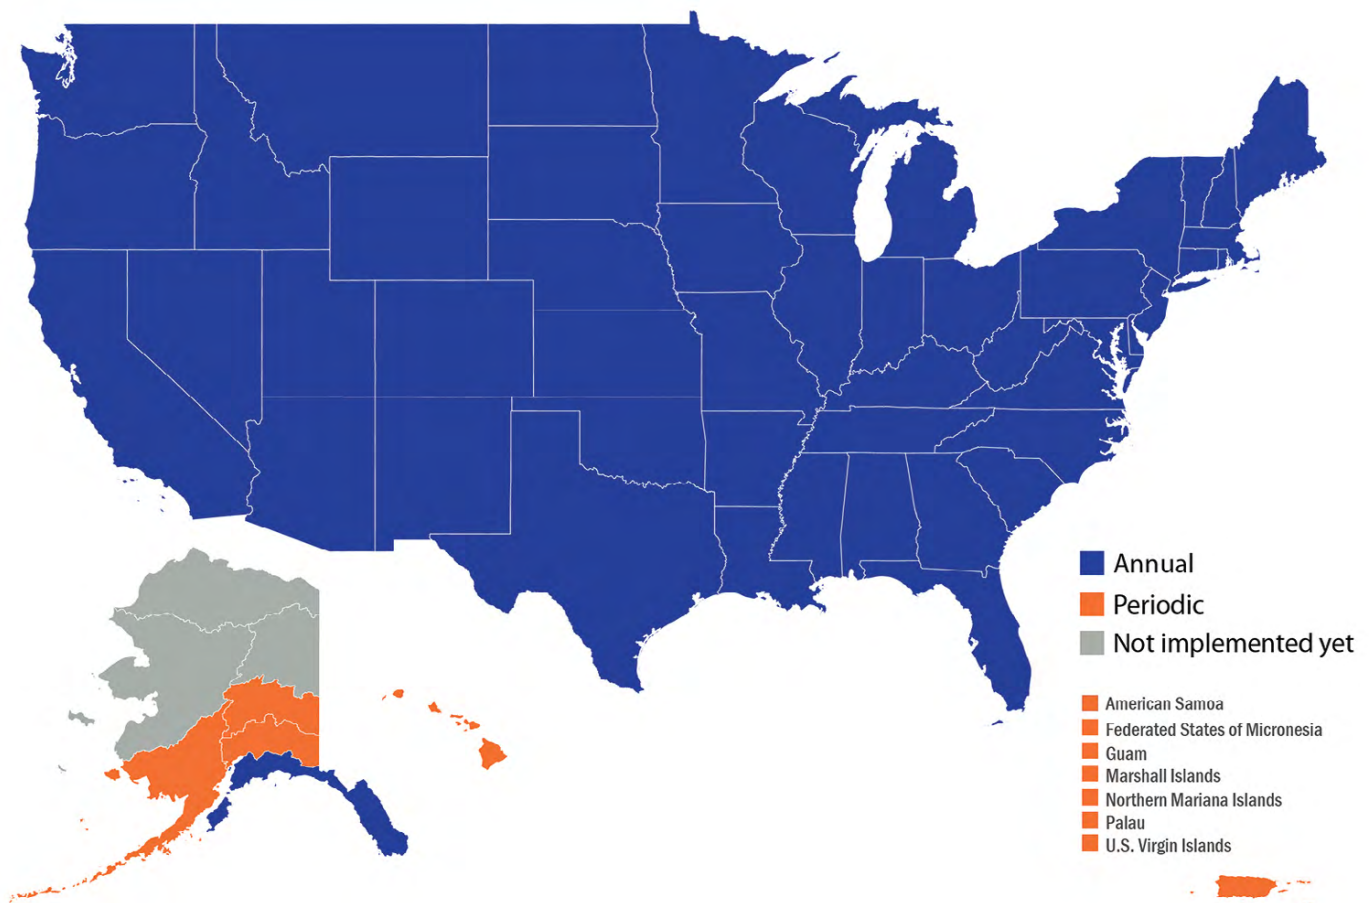 Annual
Periodic
Not implemented yet
American Samoa
Federated States of Micronesia
Guam
Marshall Islands
Northern Mariana Islands
Palau
U.S. Virgin Islands